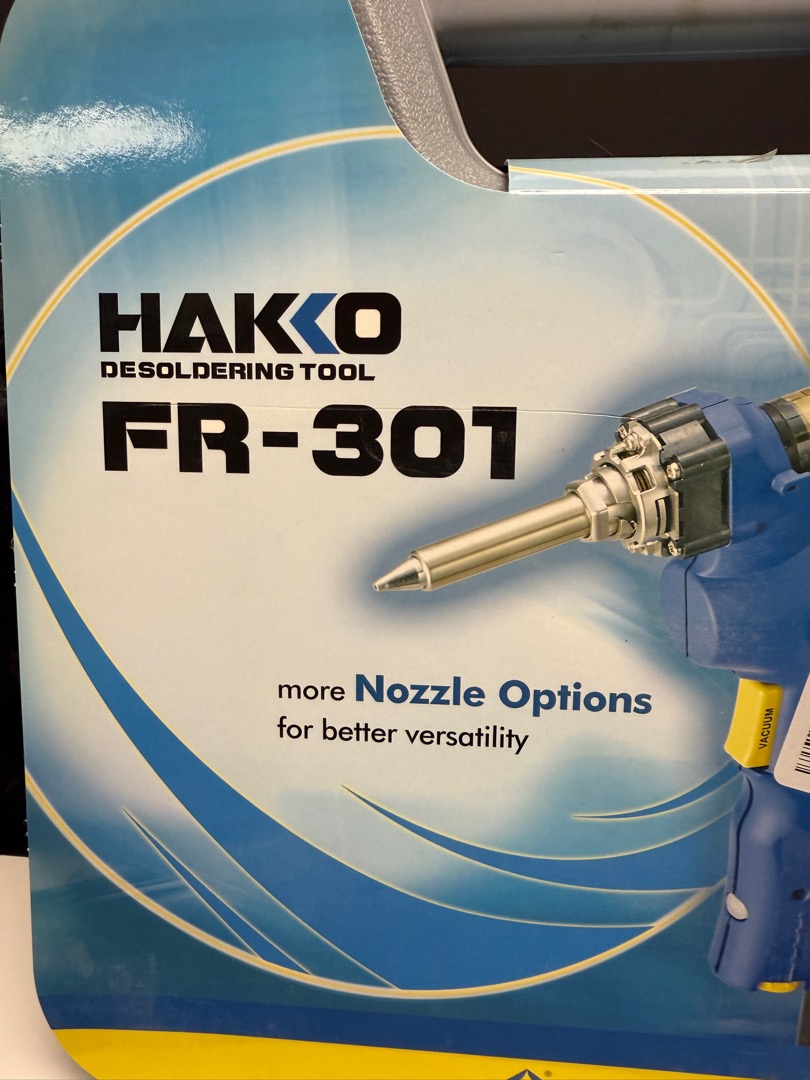 HAKKO
DESOLDERING TOOL
FR-301
more Nozzle Options
for better versatility
VACUUM
®